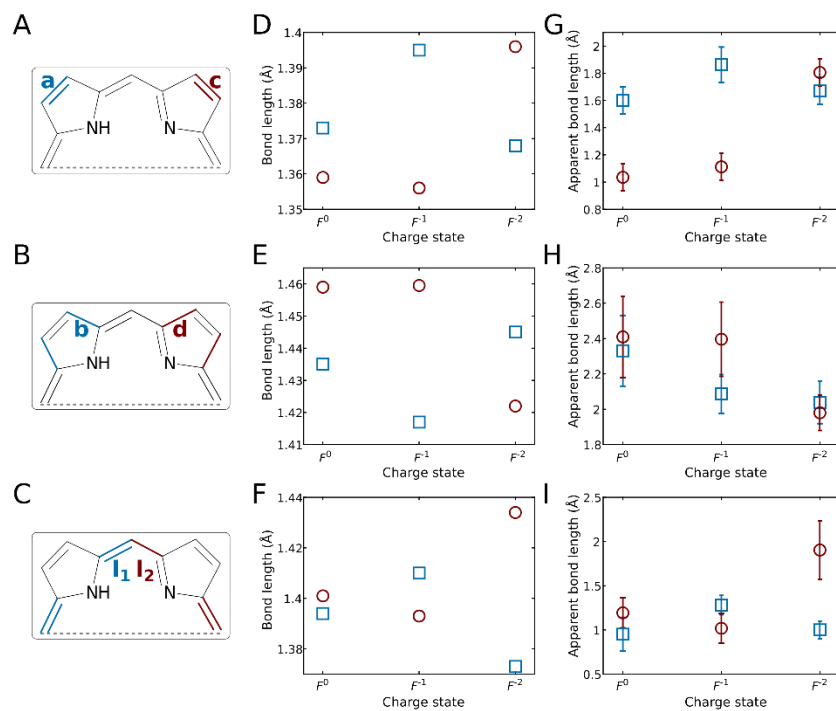 A
a
c
NH
N
D
1.4
1.39
1.38
1.37
1.36
1.35
Bond length (Å)
F⁰
F⁻¹
F⁻²
Charge state
G
2
1.8
1.6
1.4
1.2
1
0.8
Apparent bond length (Å)
F⁰
F⁻¹
F⁻²
Charge state
B
b
d
NH
N
E
1.46
1.45
1.44
1.43
1.42
1.41
Bond length (Å)
F⁰
F⁻¹
F⁻²
Charge state
H
2.8
2.6
2.4
2.2
2
1.8
Apparent bond length (Å)
F⁰
F⁻¹
F⁻²
Charge state
C
l₁ l₂
NH
N
F
1.44
1.42
1.4
1.38
Bond length (Å)
F⁰
F⁻¹
F⁻²
Charge state
I
2.5
2
1.5
1
0.5
Apparent bond length (Å)
F⁰
F⁻¹
F⁻²
Charge state